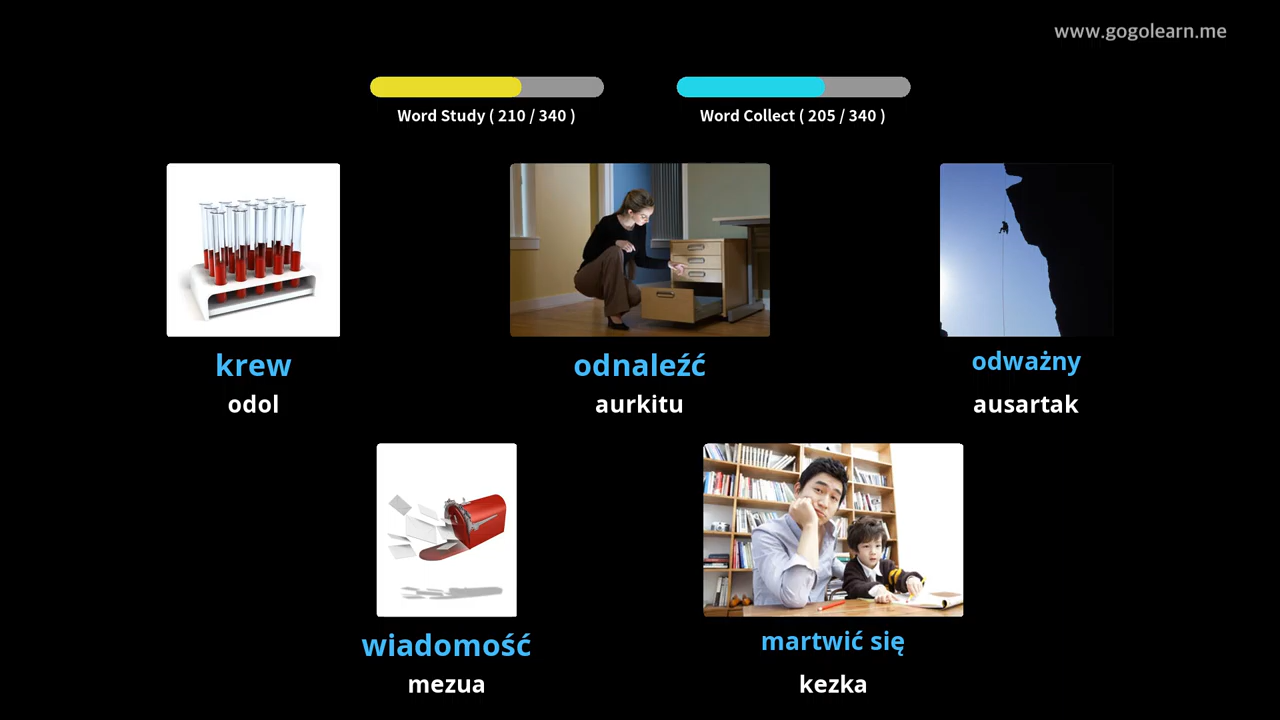 www.gogolearn.me
Word Study ( 210 / 340 )
Word Collect ( 205 / 340 )
krew
odnaleźć
odważny
odol
aurkitu
ausartak
wiadomość
martwić się
mezua
kezka